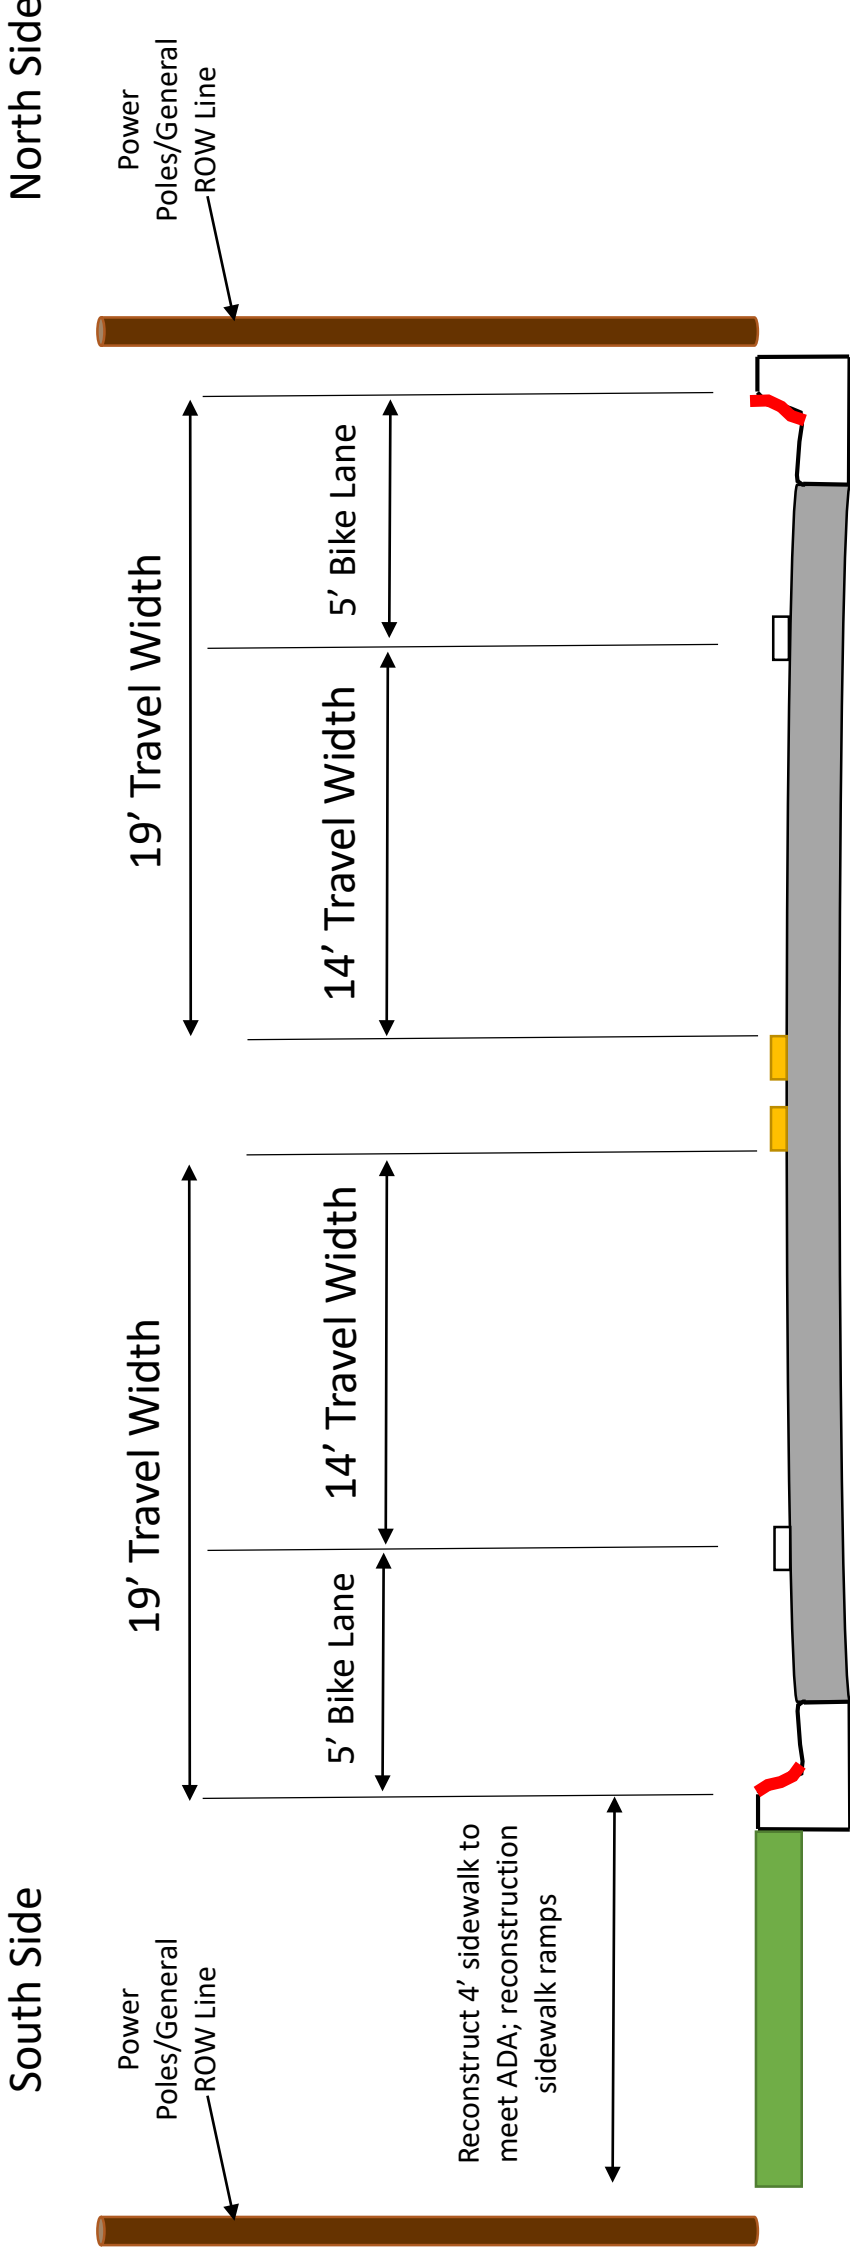 South Side
North Side
Power
Poles/General
ROW Line
Power
Poles/General
ROW Line
19’ Travel Width
19’ Travel Width
5’ Bike Lane
14’ Travel Width
14’ Travel Width
5’ Bike Lane
Reconstruct 4’ sidewalk to
meet ADA; reconstruction
sidewalk ramps